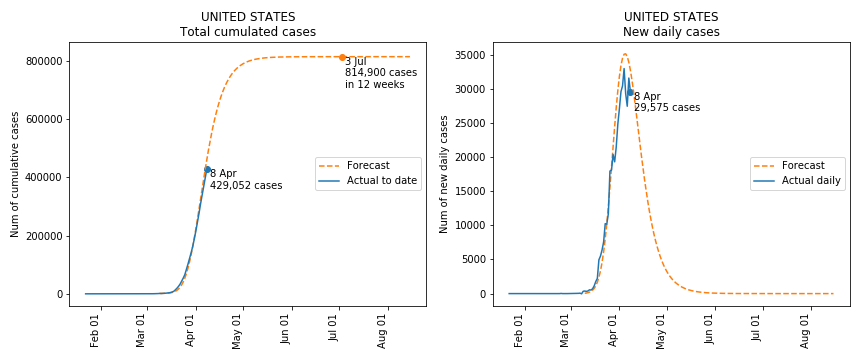 UNITED STATES
Total cumulated cases
Num of cumulative cases
800000
600000
400000
200000
0
Feb 01
Mar 01
Apr 01
May 01
Jun 01
Jul 01
Aug 01
3 Jul
814,900 cases
in 12 weeks
8 Apr
429,052 cases
Forecast
Actual to date
UNITED STATES
New daily cases
Num of new daily cases
35000
30000
25000
20000
15000
10000
5000
0
Feb 01
Mar 01
Apr 01
May 01
Jun 01
Jul 01
Aug 01
8 Apr
29,575 cases
Forecast
Actual daily